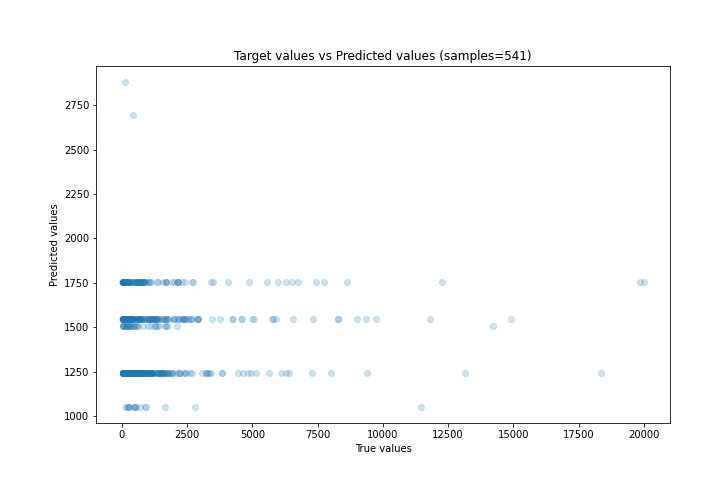 Target values vs Predicted values (samples=541)
Predicted values
2750
2500
2250
2000
1750
1500
1250
1000
0 2500 5000 7500 10000 12500 15000 17500 20000
True values